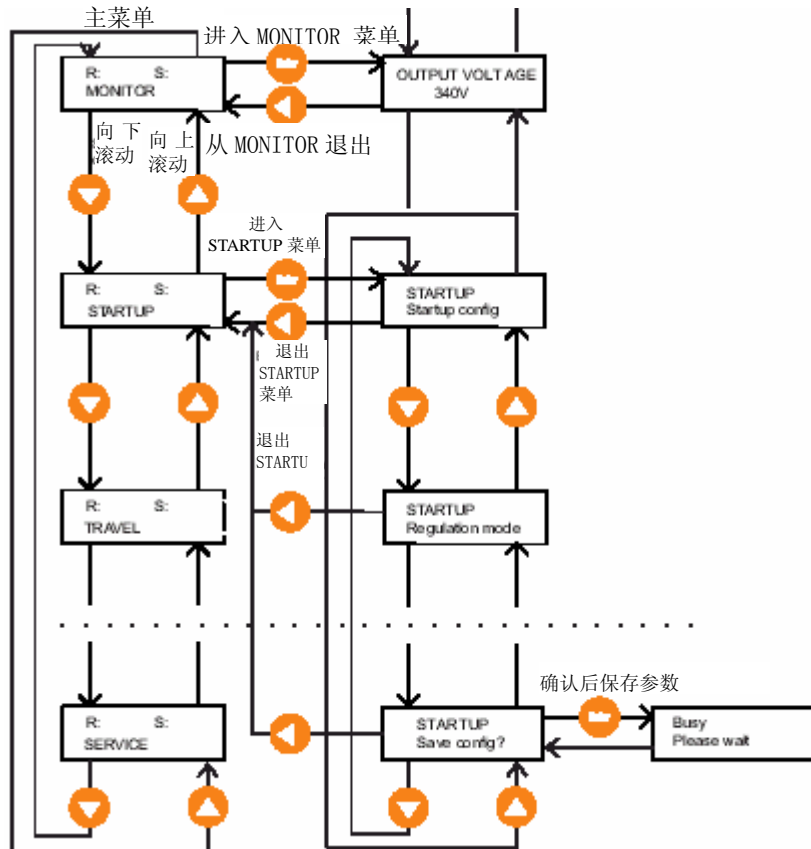 主菜单
进入 MONITOR 菜单
R: S:
MONITOR
OUTPUT VOLTAGE
340V
向 下
滚动
向 上
滚动
从 MONITOR 退出
进入
STARTUP 菜单
R: S:
STARTUP
STARTUP
Startup config
退出
STARTUP
菜单
退出
STARTU
R: S:
TRAVEL
STARTUP
Regulation mode
确认后保存参数
R: S:
SERVICE
STARTUP
Save config?
Busy
Please wait